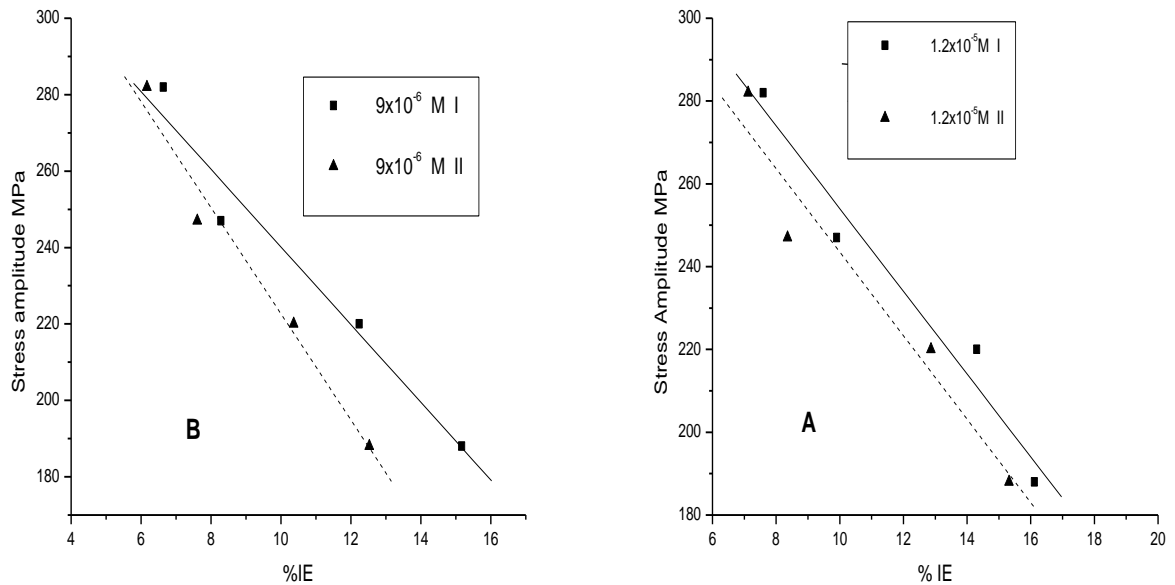 300
280
260
240
220
200
180
Stress amplitude MPa
9x10⁻⁶ M I
9x10⁻⁶ M II
B
4 6 8 10 12 14 16
%IE
300
280
260
240
220
200
180
Stress Amplitude MPa
1.2x10⁻⁵M I
1.2x10⁻⁵M II
A
6 8 10 12 14 16 18 20
% IE